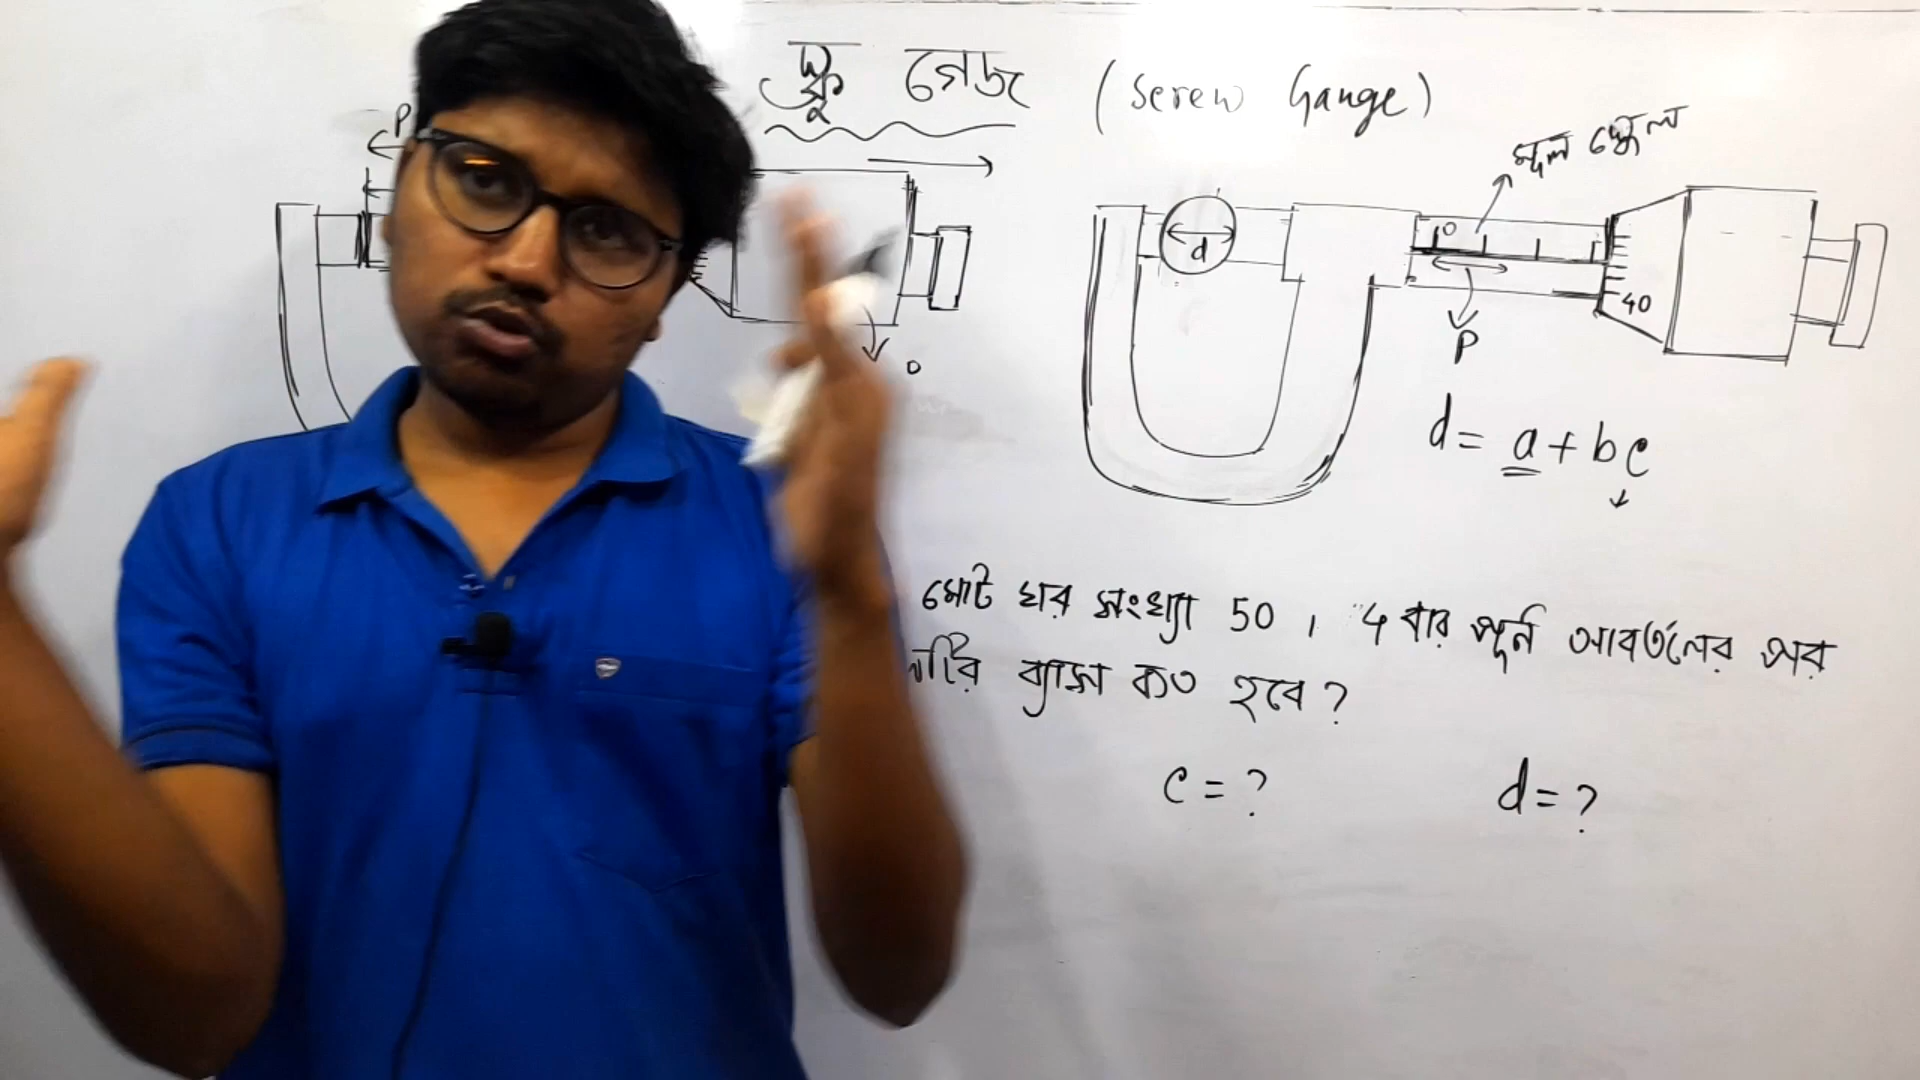 স্ক্রু গেজ (Screw Gauge)
P
মূল স্কেল
0
d
40
P
d = a + bc
মোট ঘর সংখ্যা 50 । 4 বার পূর্ন আবর্তনের পর
ব্যাস কত হবে ?
c = ? d = ?